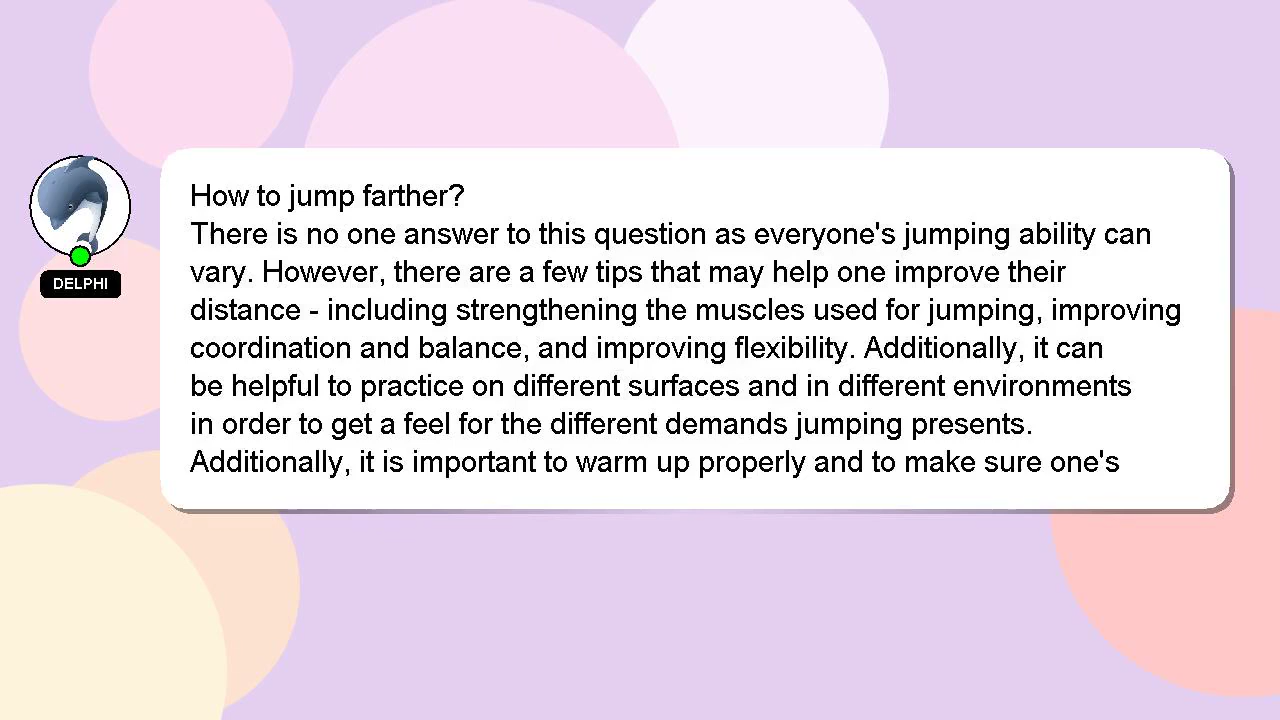 How to jump farther?
There is no one answer to this question as everyone's jumping ability can
vary. However, there are a few tips that may help one improve their
distance - including strengthening the muscles used for jumping, improving
coordination and balance, and improving flexibility. Additionally, it can
be helpful to practice on different surfaces and in different environments
in order to get a feel for the different demands jumping presents.
Additionally, it is important to warm up properly and to make sure one's
DELPHI